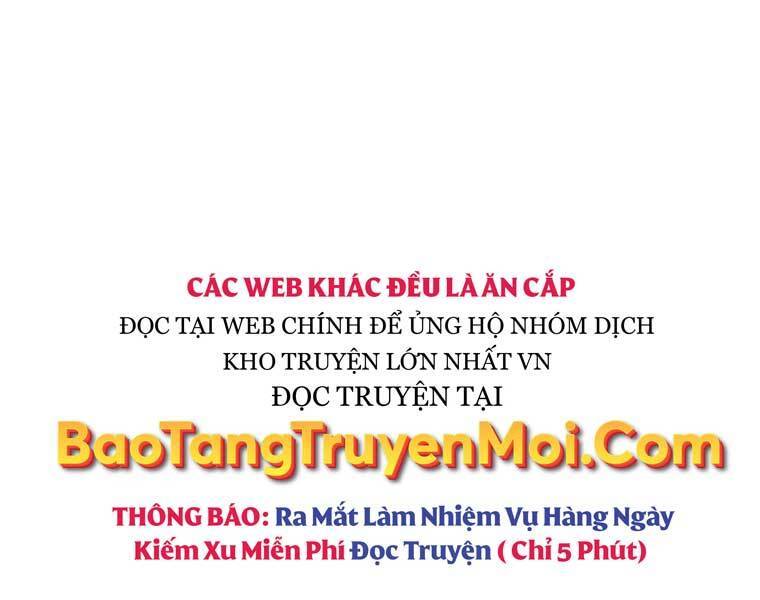 CÁC WEB KHÁC ĐỀU LÀ ĂN CẮP
ĐỌC TẠI WEB CHÍNH ĐỂ ỦNG HỘ NHÓM DỊCH
KHO TRUYỆN LỚN NHẤT VN
ĐỌC TRUYỆN TẠI
BaoTangTruyenMoi.Com
THÔNG BÁO: Ra Mắt Làm Nhiệm Vụ Hàng Ngày
Kiếm Xu Miễn Phí Đọc Truyện ( Chỉ 5 Phút)